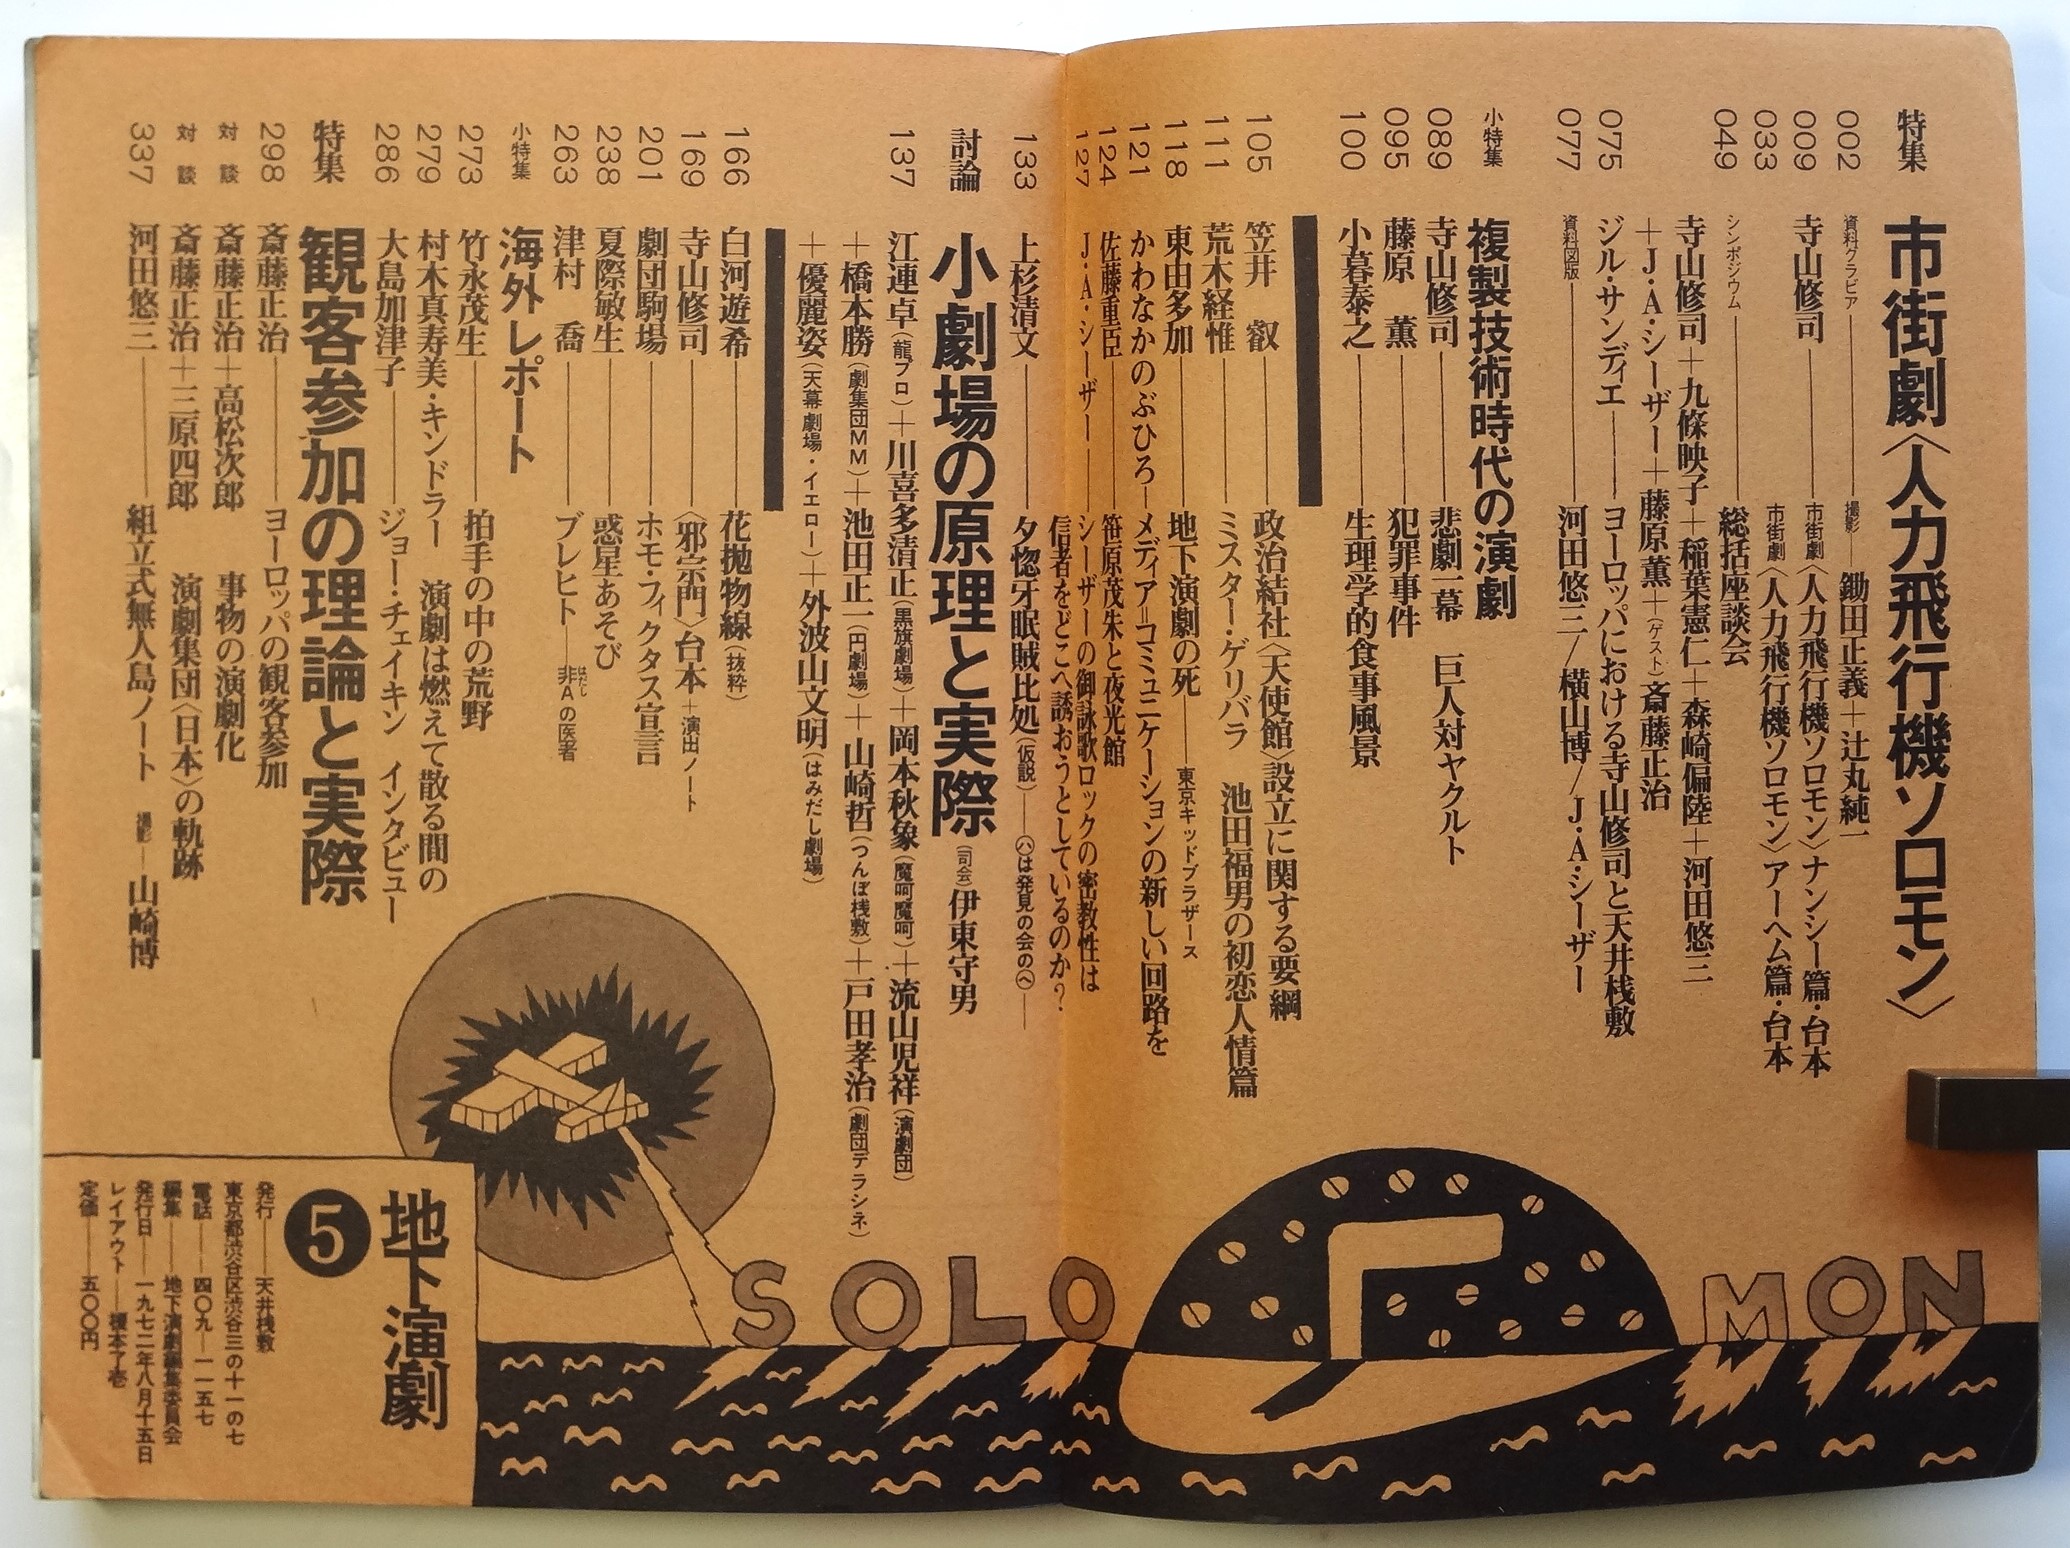 特集 市街劇〈人力飛行機ソロモン〉
002 資料グラビア――撮影――鋤田正義＋辻丸純一
009 寺山修司――市街劇〈人力飛行機ソロモン〉ナンシー篇・台本
033 市街劇〈人力飛行機ソロモン〉アーヘム篇・台本
049 シンポジウム――総括座談会
寺山修司＋九條映子＋稲葉憲仁＋森崎偏陸＋河田悠三
＋J・A・シーザー＋藤原薫＋（ゲスト）斎藤正治
075 ジル・サンディエ――ヨーロッパにおける寺山修司と天井桟敷
077 資料図版――河田悠三／横山博／J・A・シーザー
小特集 複製技術時代の演劇
089 寺山修司――悲劇一幕 巨人対ヤクルト
095 藤原 薫――犯罪事件
100 小暮泰之――生理学的食事風景
105 笠井 叡――政治結社〈天使館〉設立に関する要綱
111 荒木経惟――ミスター・ゲリバラ 池田福男の初恋人情篇
118 東由多加――地下演劇の死――東京キッドブラザース
121 かわなかのぶひろ――メディア＝コミュニケーションの新しい回路を
124 佐藤重臣――笹原茂朱と夜光館
127 J・A・シーザー――シーザーの御詠歌ロックの密教性は
信者をどこへ誘おうとしているのか？
133 上杉清文――夕惚牙眠賊比処（仮説）――㋩は発見の会の㋬――
討論 小劇場の原理と実際（司会）伊東守男
137 江連卓（龍プロ）＋川喜多清正（黒旗劇場）＋岡本秋象（魔呵魔呵）＋流山児祥（演劇団）
＋橋本勝（劇集団MM）＋池田正一（円劇場）＋山崎哲（つんぼ桟敷）＋戸田孝治（劇団デラシネ）
＋優麗姿（天幕劇場・イエロー）＋外波山文明（はみだし劇場）
166 白河遊希――花拋物線（抜粋）
169 寺山修司――〈邪宗門〉台本＋演出ノート
201 劇団駒場――ホモ・フィクタス宣言
238 夏際敏生――惑星あそび
263 津村 喬――ブレヒト――非Aの医者
はだし
小特集 海外レポート
273 竹永茂生――拍手の中の荒野
279 村木真寿美・キンドラー 演劇は燃えて散る間の
286 大島加津子――ジョー・チェイキン インタビュー
特集 観客参加の理論と実際
298 斎藤正治――ヨーロッパの観客参加
対談 斎藤正治＋高松次郎 事物の演劇化
対談 斎藤正治＋三原四郎 演劇集団〈日本〉の軌跡
337 河田悠三――組立式無人島ノート 撮影――山崎博
SOLO
MON
地下演劇
5
発行――天井桟敷
東京都渋谷区渋谷三の十一の七
電話――四〇九―一一五七
編集――地下演劇編集委員会
発行日――一九七二年八月十五日
レイアウト――榎本了壱
定価――五〇〇円